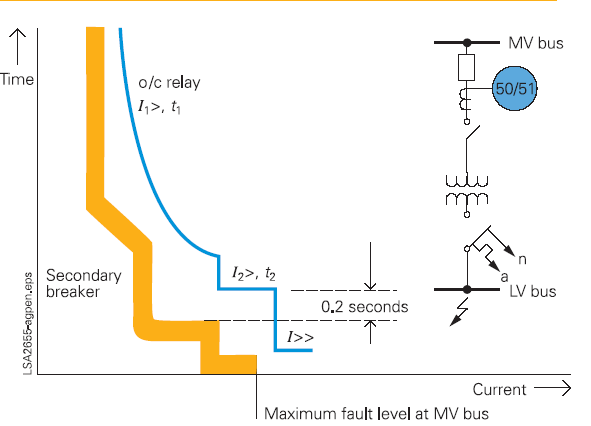 Time
o/c relay
I₁>, t₁
MV bus
50/51
Secondary
breaker
I₂>, t₂
0.2 seconds
I>>
n
a
LV bus
LSA2655-agpen.eps
Current
Maximum fault level at MV bus